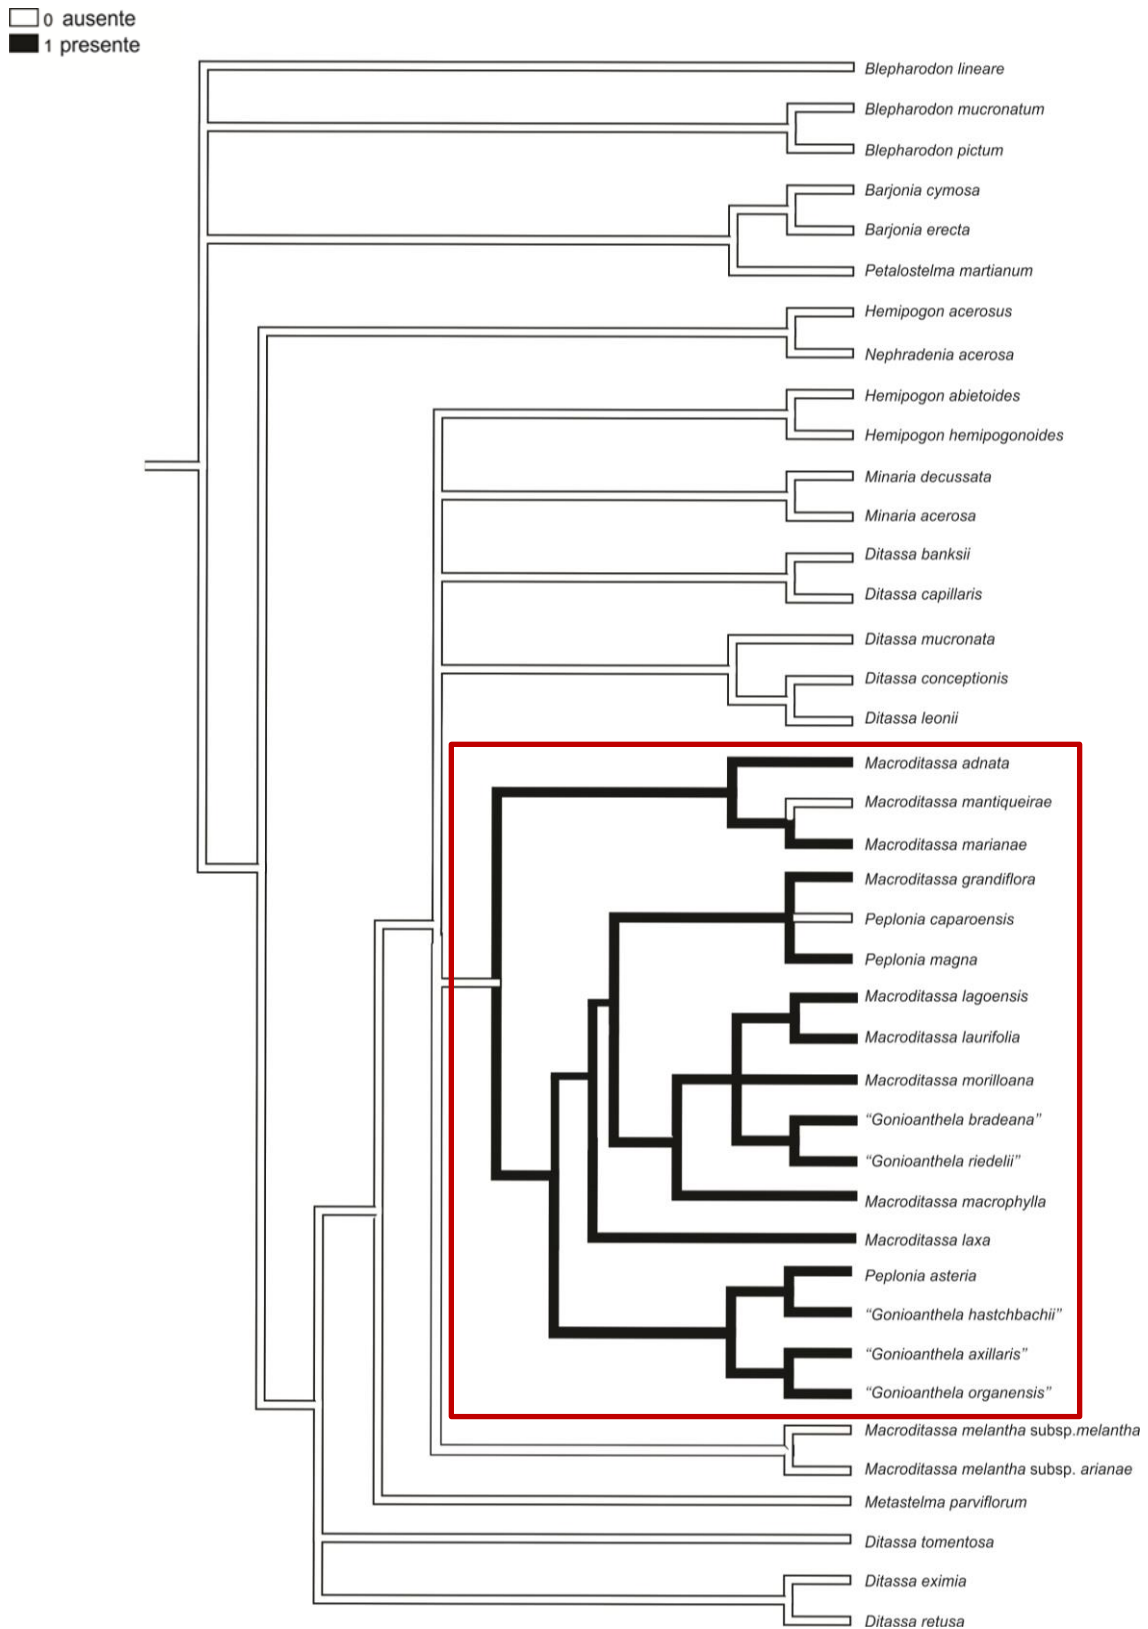 0 ausente
1 presente
Blepharodon lineare
Blepharodon mucronatum
Blepharodon pictum
Barjonia cymosa
Barjonia erecta
Petalostelma martianum
Hemipogon acerosus
Nephradenia acerosa
Hemipogon abietoides
Hemipogon hemipogonoides
Minaria decussata
Minaria acerosa
Ditassa banksii
Ditassa capillaris
Ditassa mucronata
Ditassa conceptionis
Ditassa leonii
Macroditassa adnata
Macroditassa mantiqueirae
Macroditassa marianae
Macroditassa grandiflora
Peplonia caparoensis
Peplonia magna
Macroditassa lagoensis
Macroditassa laurifolia
Macroditassa morilloana
“Gonioanthela bradeana”
“Gonioanthela riedelii”
Macroditassa macrophylla
Macroditassa laxa
Peplonia asteria
“Gonioanthela hastchbachii”
“Gonioanthela axillaris”
“Gonioanthela organensis”
Macroditassa melantha subsp.melantha
Macroditassa melantha subsp. arianae
Metastelma parviflorum
Ditassa tomentosa
Ditassa eximia
Ditassa retusa